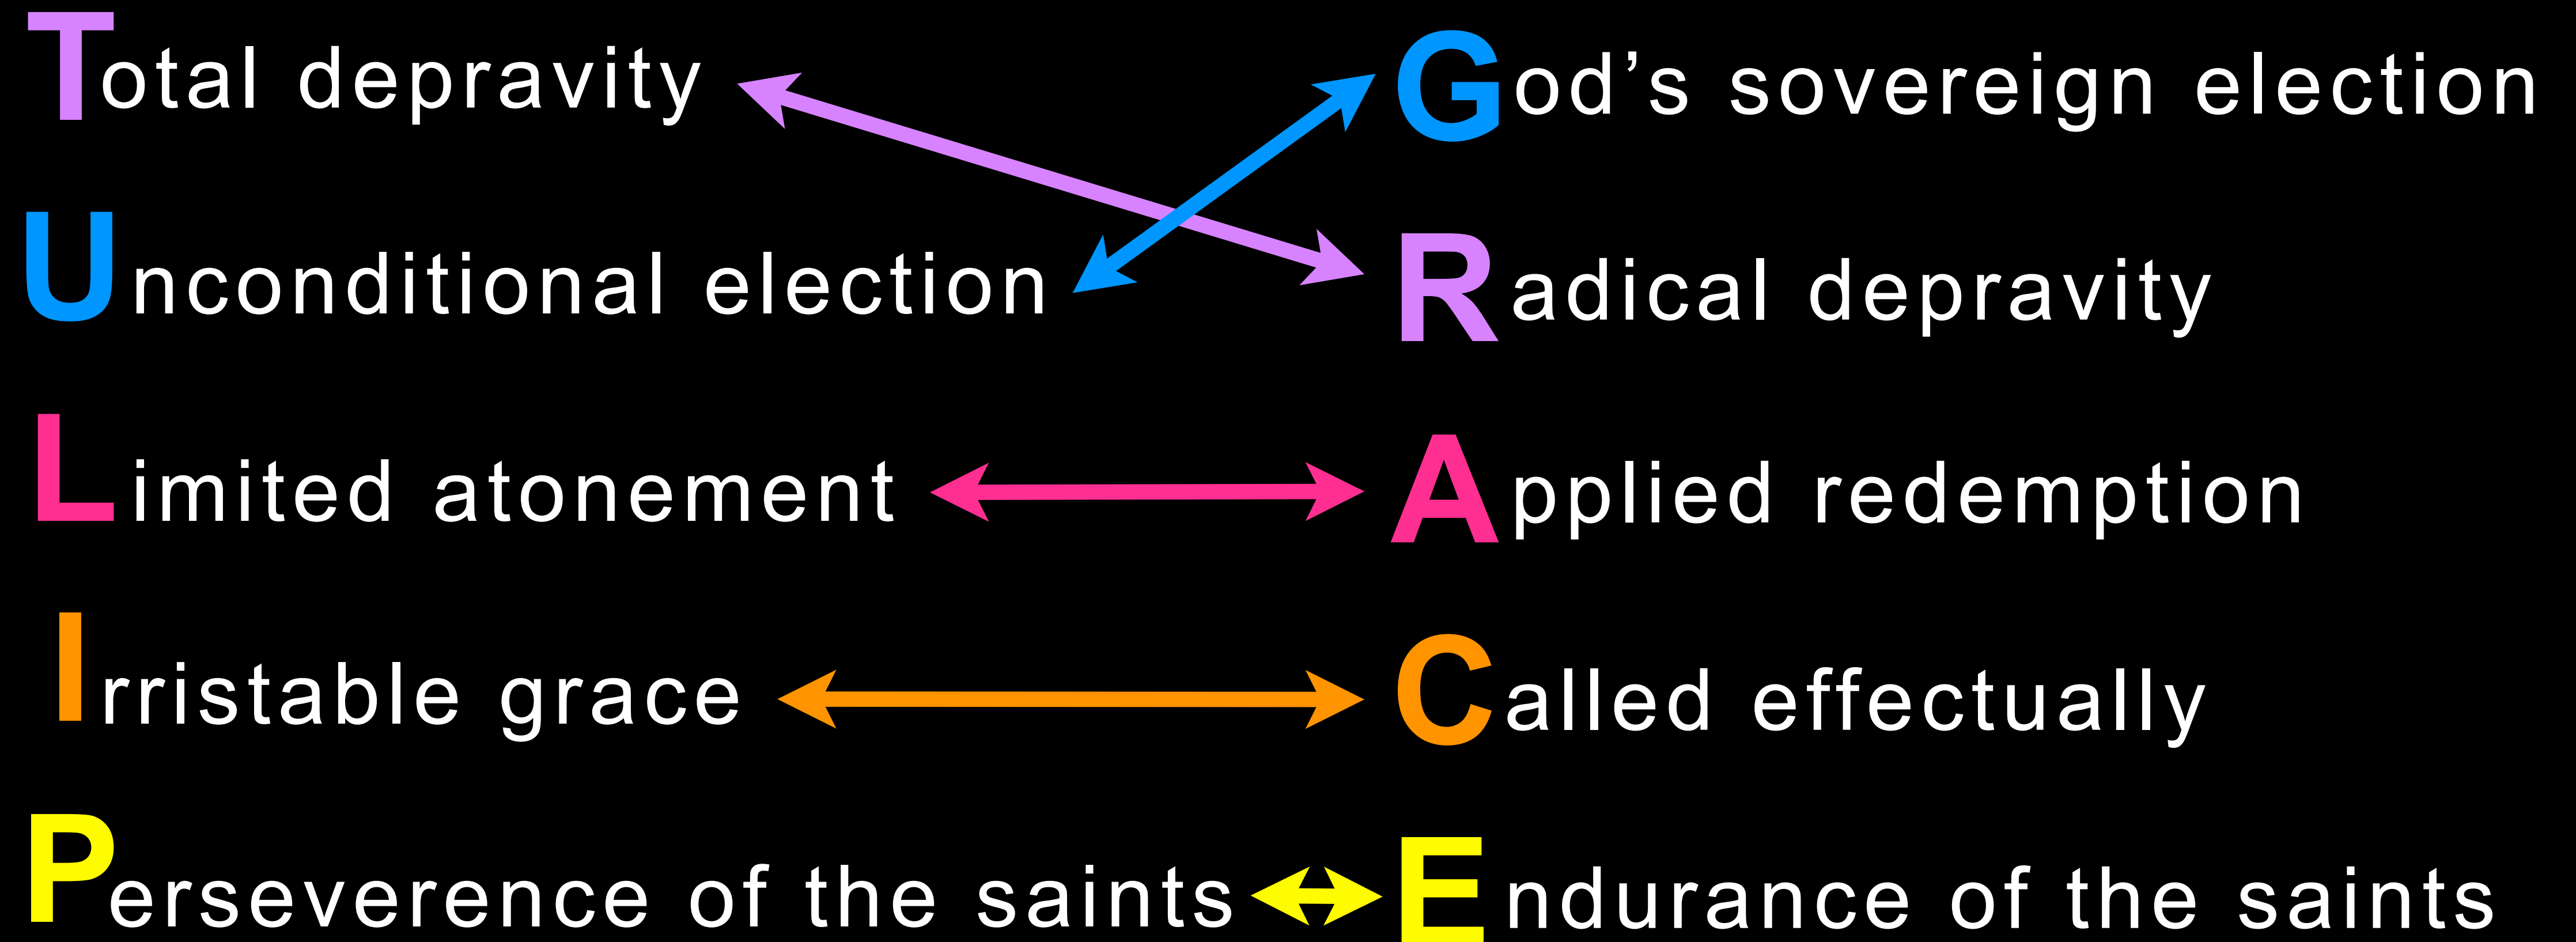 Total depravity
God’s sovereign election
Unconditional election
Radical depravity
Limited atonement
Applied redemption
Irristable grace
Called effectually
Perseverence of the saints
Endurance of the saints